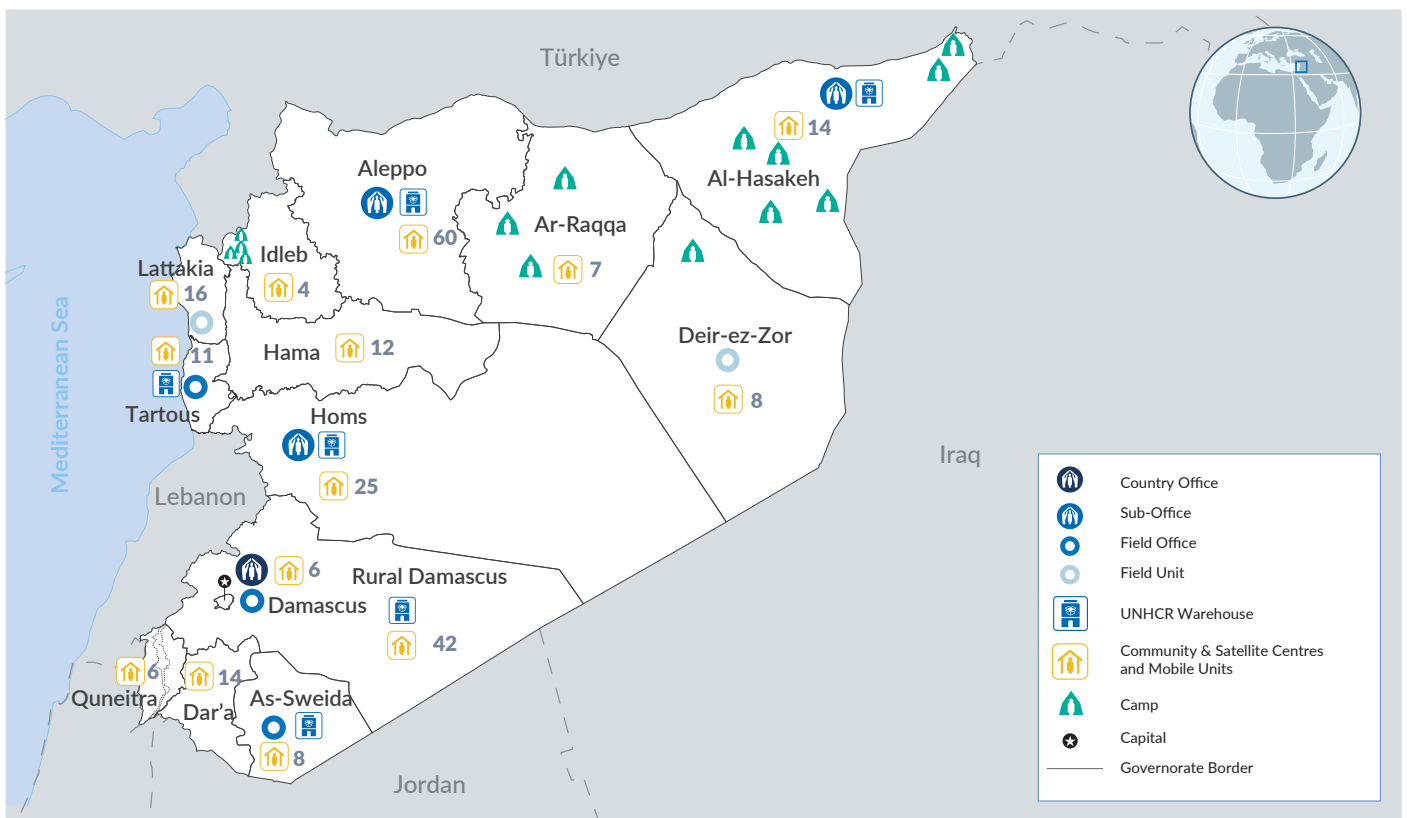 Türkiye
14
Aleppo
Al-Hasakeh
Ar-Raqqa
60
Idleb
Lattakia
7
4
16
Mediterranean Sea
Deir-ez-Zor
11
Hama
12
8
Tartous
Homs
Iraq
25
Lebanon
6
Rural Damascus
Damascus
42
6
14
Quneitra
As-Sweida
Dar’a
8
Jordan
Country Office
Sub-Office
Field Office
Field Unit
UNHCR Warehouse
Community & Satellite Centres
and Mobile Units
Camp
Capital
Governorate Border